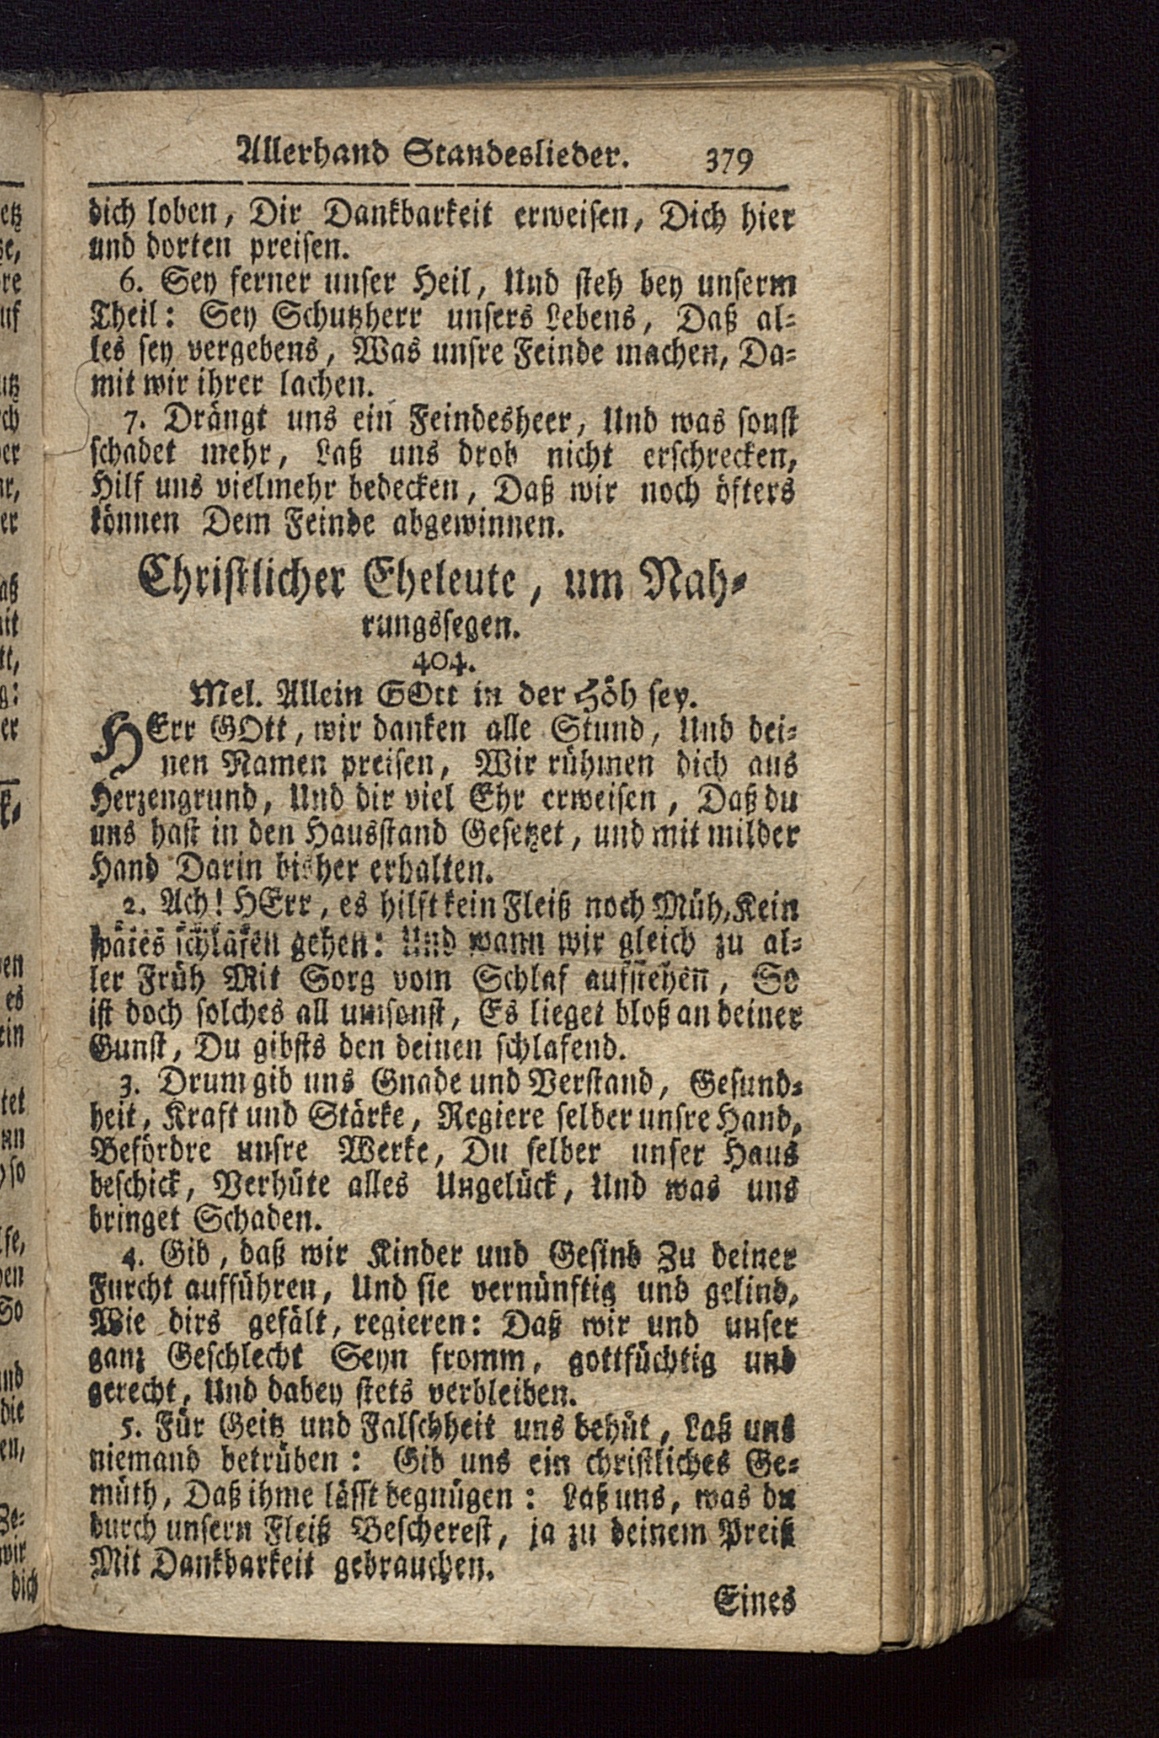 Allerhand Standeslieder. 379
dich loben, Dir Dankbarkeit erweisen, Dich hier
und dorten preisen.
6. Sey ferner unser Heil, Und steh bey unserm
Theil: Sey Schutzherr unsers Lebens, Daß al-
les sey vergebens, Was unsre Feinde machen, Da-
mit wir ihrer lachen.
7. Drängt uns ein Feindesheer, Und was sonst
schadet mehr, Laß uns drob nicht erschrecken,
Hilf uns vielmehr bedecken, Daß wir noch öfters
können Dem Feinde abgewinnen.
Christlicher Eheleute, um Nah-
rungssegen.
404.
Mel. Allein GOtt in der Höh sey.
HErr GOtt, wir danken alle Stund, Und dei-
nen Namen preisen, Wir rühmen dich aus
Herzengrund, Und dir viel Ehr erweisen, Daß du
uns hast in den Hausstand Gesetzet, und mit milder
Hand Darin bisher erhalten.
2. Ach! HErr, es hilft kein Fleiß noch Müh, Kein
spätes schlafen gehen: Und wann wir gleich zu al-
ler Früh Mit Sorg vom Schlaf aufstehen̄, So
ist doch solches all umsonst, Es lieget bloß an deiner
Gunst, Du gibsts den deinen schlafend.
3. Drum gib uns Gnade und Verstand, Gesund-
heit, Kraft und Stärke, Regiere selber unsre Hand,
Befördre unsre Werke, Du selber unser Haus
beschick, Verhüte alles Ungelück, Und was uns
bringet Schaden.
4. Gib, daß wir Kinder und Gesind Zu deiner
Furcht aufführen, Und sie vernünftig und gelind,
Wie dirs gefält, regieren: Daß wir und unser
ganz Geschlecht Seyn fromm, gottfüchtig und
gerecht, Und dabey stets verbleiben.
5. Für Geitz und Falschheit uns behüt, Laß uns
niemand betrüben: Gib uns ein christliches Ge-
müth, Daß ihme lässt begnügen: Laß uns, was du
durch unsern Fleiß Bescherest, ja zu deinem Preiß
Mit Dankbarkeit gebrauchen.
Eines